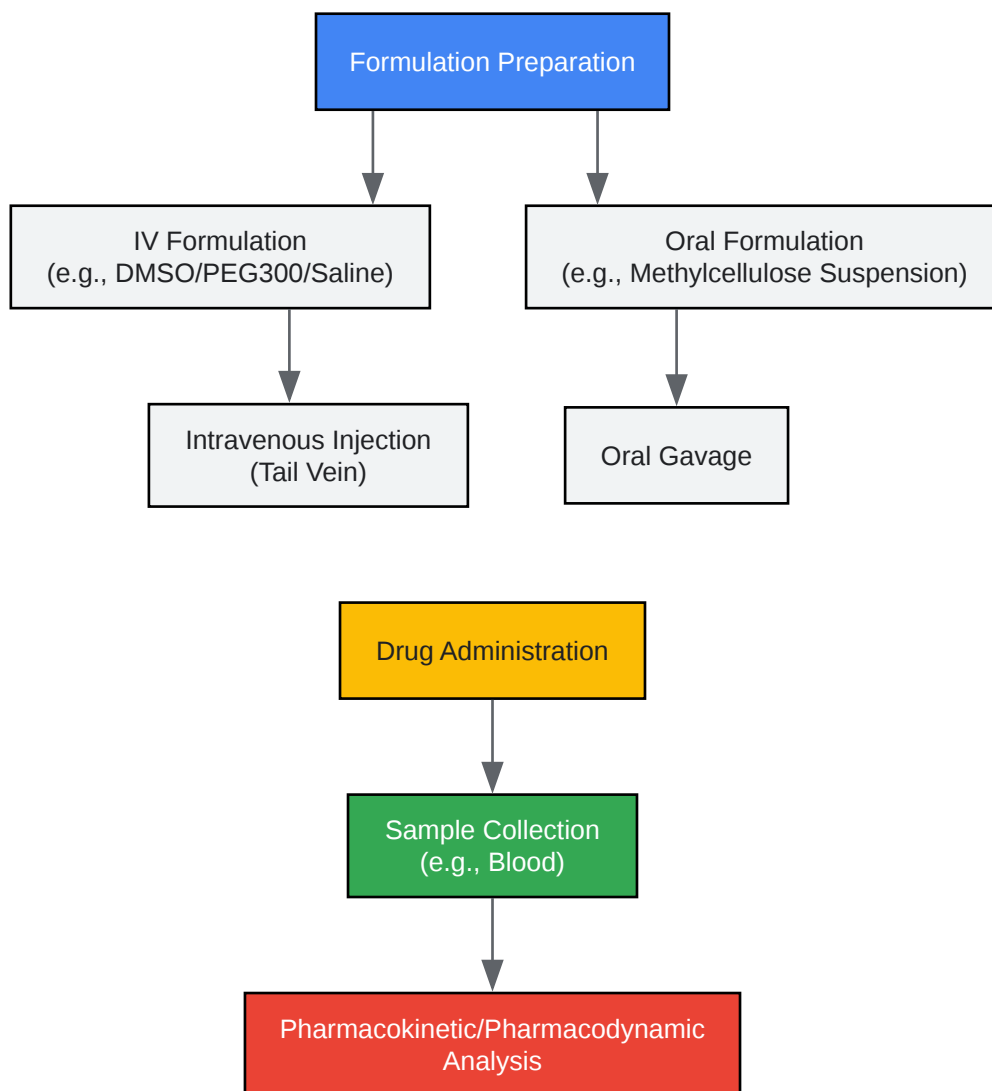 Formulation Preparation
IV Formulation
(e.g., DMSO/PEG300/Saline)
Oral Formulation
(e.g., Methylcellulose Suspension)
Intravenous Injection
(Tail Vein)
Oral Gavage
Drug Administration
Sample Collection
(e.g., Blood)
Pharmacokinetic/Pharmacodynamic
Analysis